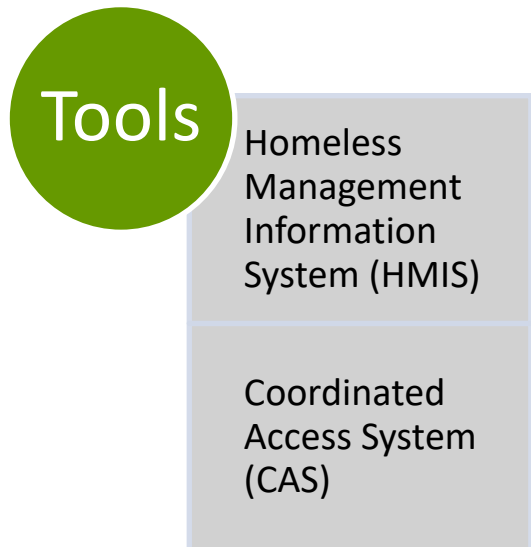 Tools
Homeless
Management
Information
System (HMIS)
Coordinated
Access System
(CAS)